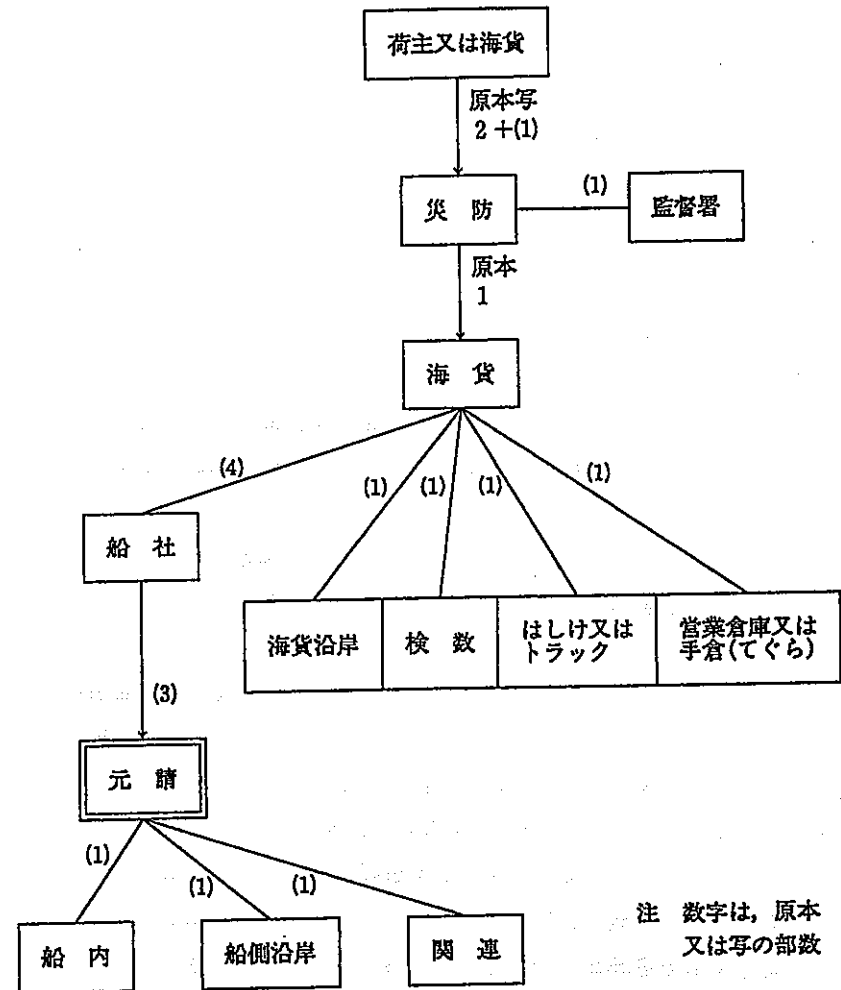 荷主又は海貨
原本写
2+(1)
災 防
(1)
監督署
原本
1
海 貨
(4)
(1)
(1)
(1)
(1)
船 社
海貨沿岸
検 数
はしけ又は
トラック
営業倉庫又は
手倉(てぐら)
(3)
元 請
(1)
(1)
(1)
船 内
船側沿岸
関 連
注 数字は,原本
又は写の部数